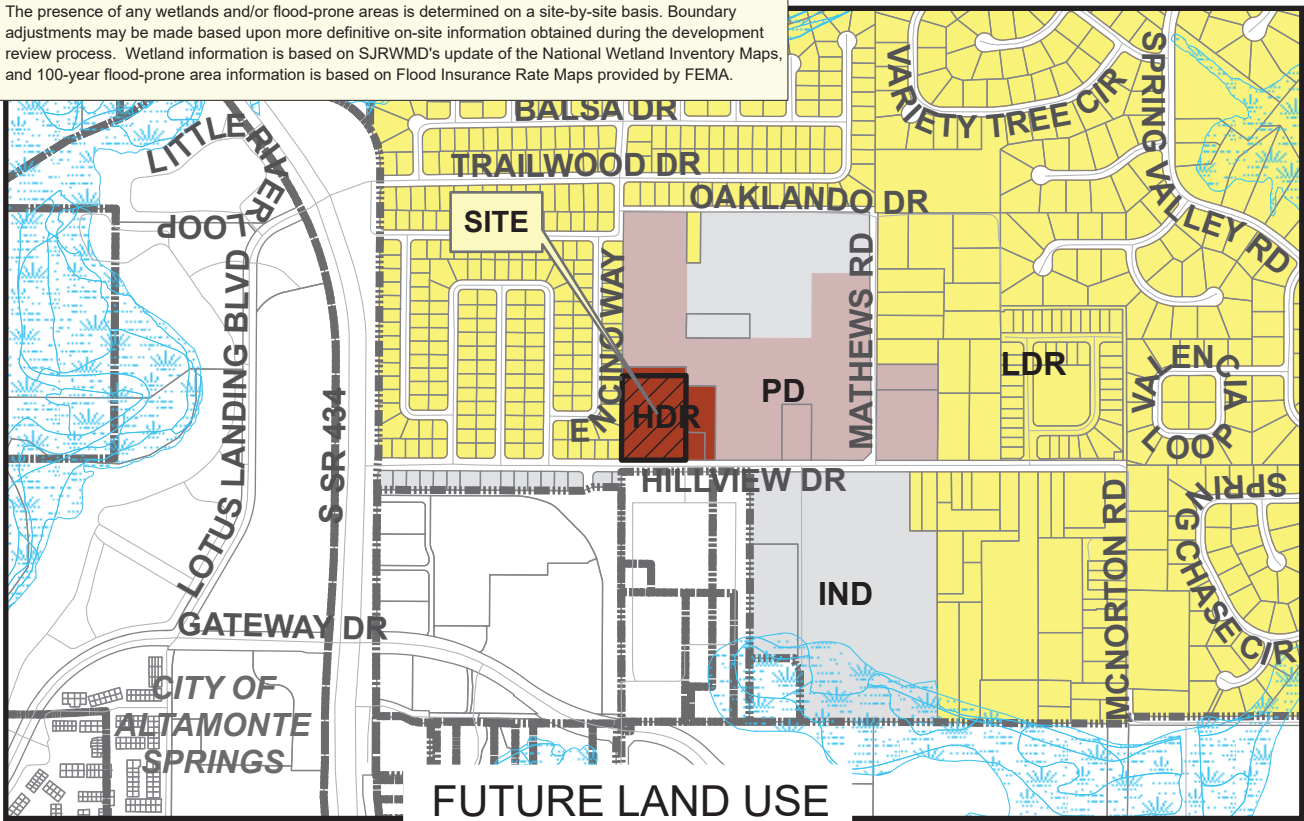 The presence of any wetlands and/or flood-prone areas is determined on a site-by-site basis. Boundary
adjustments may be made based upon more definitive on-site information obtained during the development
review process. Wetland information is based on SJRWMD's update of the National Wetland Inventory Maps,
and 100-year flood-prone area information is based on Flood Insurance Rate Maps provided by FEMA.
BALSA DR
VARIETY TREE CIR
SPRING VALLEY RD
LITTLE RIVER LOOP
TRAILWOOD DR
OAKLANDO DR
SITE
LOTUS LANDING BLVD
S SR 434
ENCINO WAY
MATHEWS RD
LDR
PD
HDR
VALENCIA LOOP
HILLVIEW DR
SPRING CHASE CIR
MCNORTON RD
IND
GATEWAY DR
CITY OF
ALTAMONTE
SPRINGS
FUTURE LAND USE